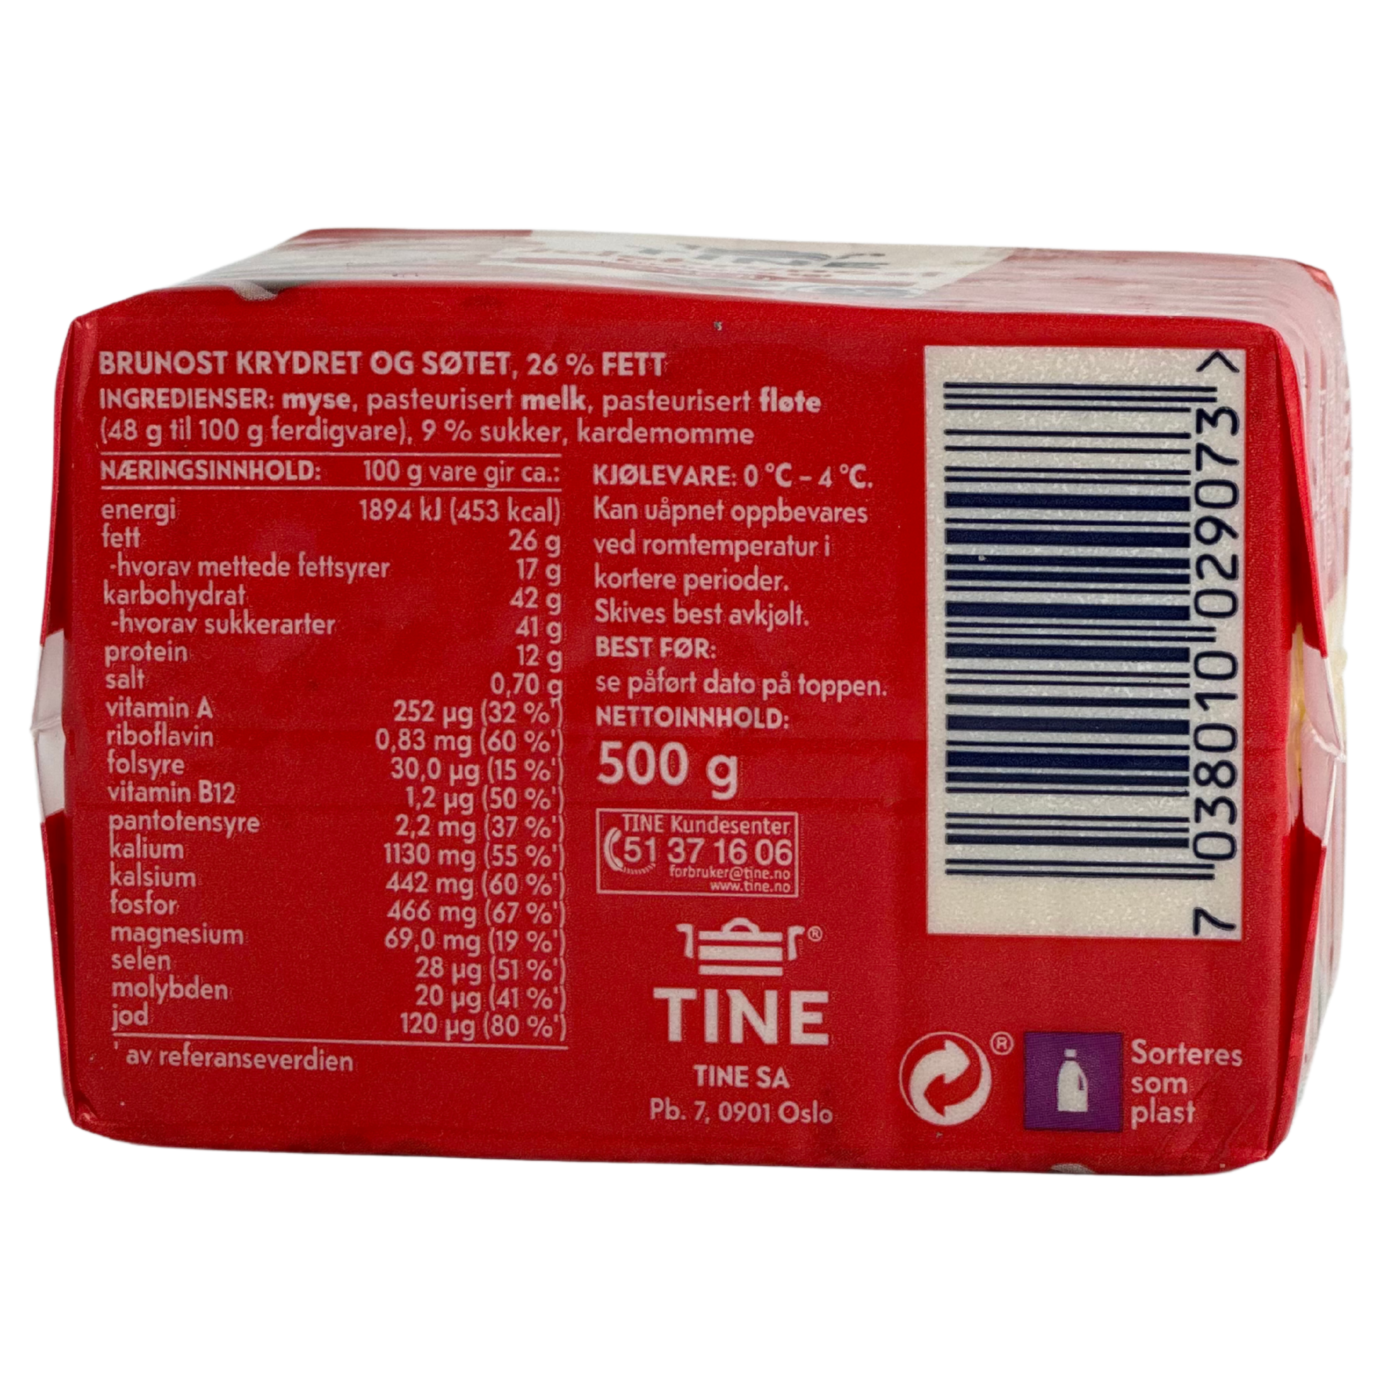 BRUNOST KRYDRET OG SØTET, 26 % FETT
INGREDIENSER: myse, pasteurisert melk, pasteurisert fløte
(48 g til 100 g ferdigvare), 9 % sukker, kardemomme
NÆRINGSINNHOLD: 100 g vare gir ca.:
energi 1894 kJ (453 kcal)
fett 26 g
-hvorav mettede fettsyrer 17 g
karbohydrat 42 g
-hvorav sukkerarter 41 g
protein 12 g
salt 0,70 g
vitamin A 252 µg (32 %')
riboflavin 0,83 mg (60 %')
folsyre 30,0 µg (15 %')
vitamin B12 1,2 µg (50 %')
pantotensyre 2,2 mg (37 %')
kalium 1130 mg (55 %')
kalsium 442 mg (60 %')
fosfor 466 mg (67 %')
magnesium 69,0 mg (19 %')
selen 28 µg (51 %')
molybden 20 µg (41 %')
jod 120 µg (80 %')
' av referanseverdien
KJØLEVARE: 0 °C – 4 °C.
Kan uåpnet oppbevares
ved romtemperatur i
kortere perioder.
Skives best avkjølt.
BEST FØR:
se påført dato på toppen.
NETTOINNHOLD:
500 g
TINE Kundesenter
51 37 16 06
forbruker@tine.no
www.tine.no
®
TINE
TINE SA
Pb. 7, 0901 Oslo
7 038010 029073 >
®
Sorteres
som
plast